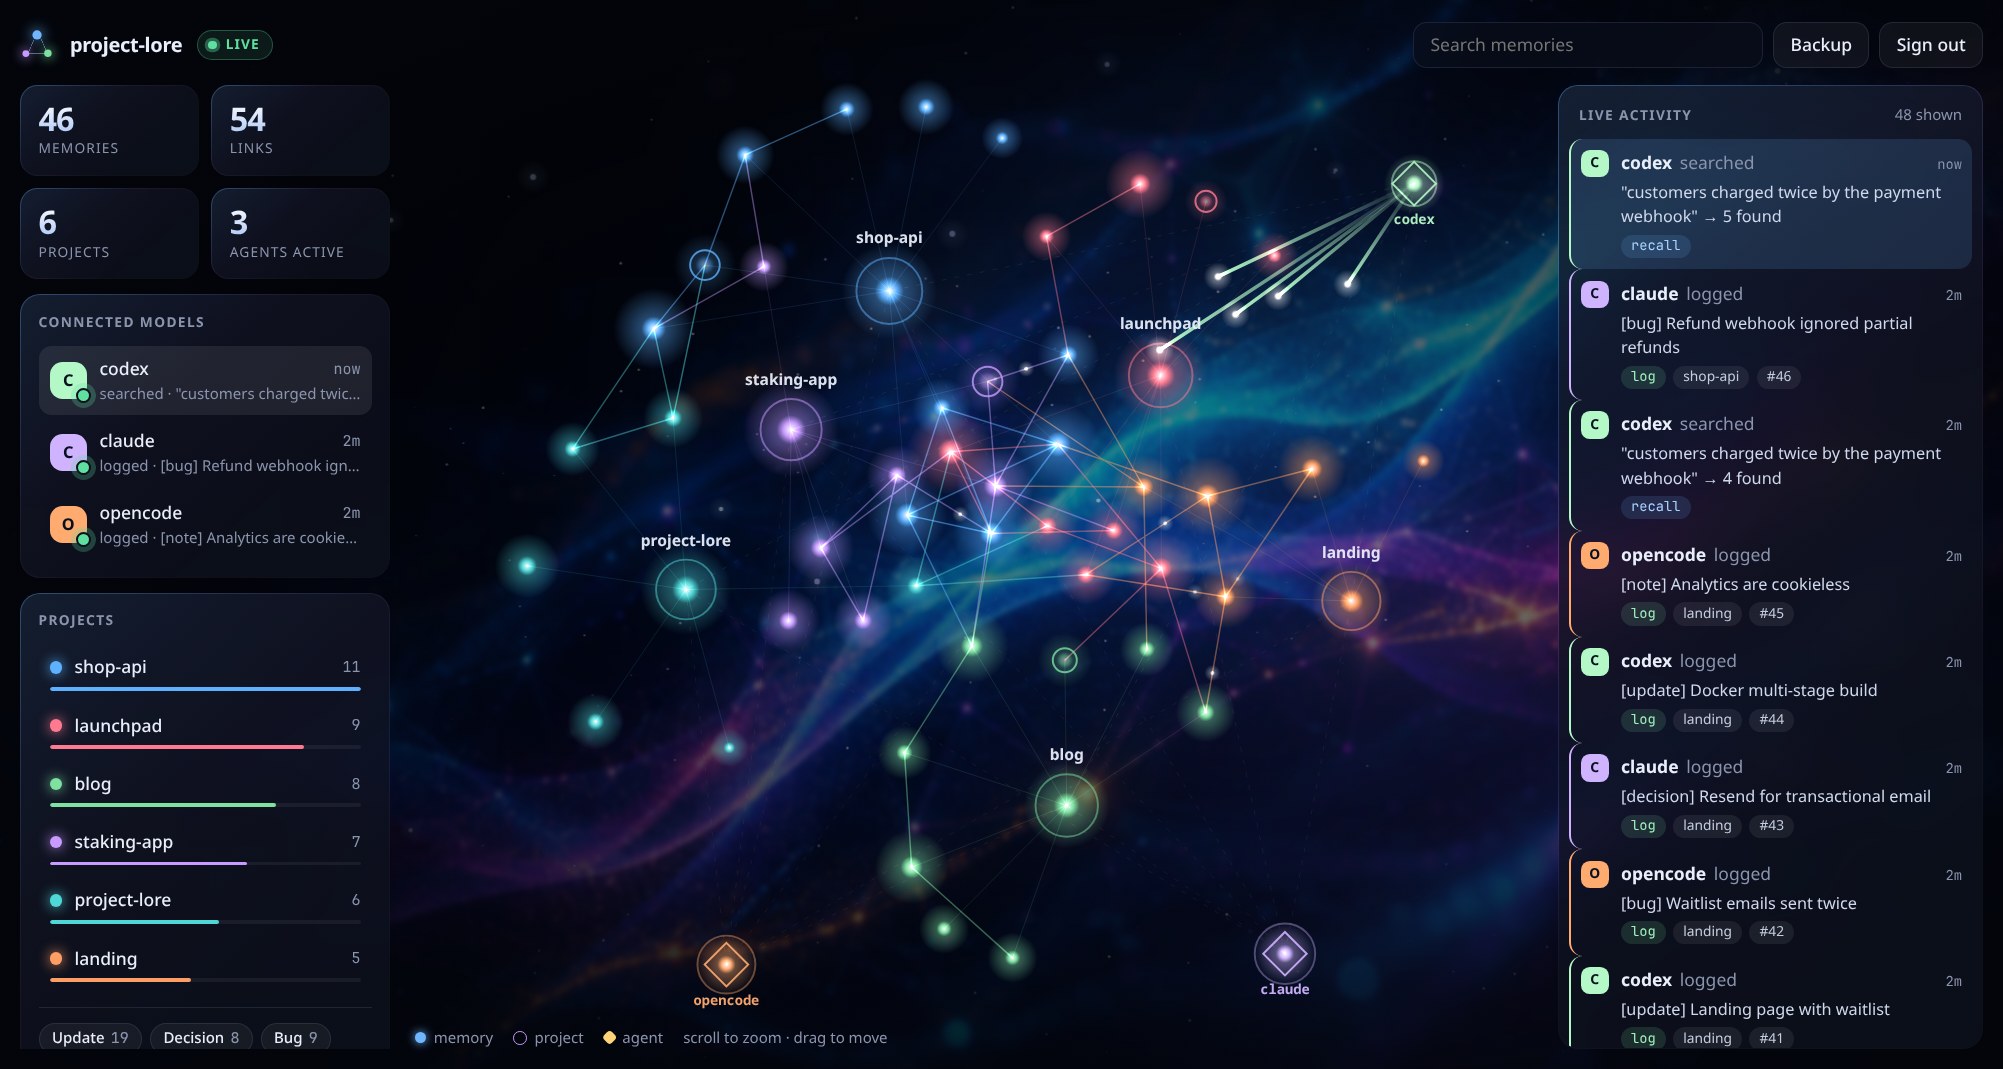 project-lore
LIVE
Search memories
Backup
Sign out
46
MEMORIES
54
LINKS
6
PROJECTS
3
AGENTS ACTIVE
CONNECTED MODELS
C
codex
now
searched · "customers charged twic...
C
claude
2m
logged · [bug] Refund webhook ign...
O
opencode
2m
logged · [note] Analytics are cookie...
PROJECTS
shop-api
11
launchpad
9
blog
8
staking-app
7
project-lore
6
landing
5
Update 19
Decision 8
Bug 9
shop-api
codex
launchpad
staking-app
project-lore
landing
blog
opencode
claude
memory
project
agent
scroll to zoom · drag to move
LIVE ACTIVITY
48 shown
C
codex searched
now
"customers charged twice by the payment
webhook" → 5 found
recall
C
claude logged
2m
[bug] Refund webhook ignored partial
refunds
log
shop-api
#46
C
codex searched
2m
"customers charged twice by the payment
webhook" → 4 found
recall
O
opencode logged
2m
[note] Analytics are cookieless
log
landing
#45
C
codex logged
2m
[update] Docker multi-stage build
log
landing
#44
C
claude logged
2m
[decision] Resend for transactional email
log
landing
#43
O
opencode logged
2m
[bug] Waitlist emails sent twice
log
landing
#42
C
codex logged
2m
[update] Landing page with waitlist
log
landing
#41